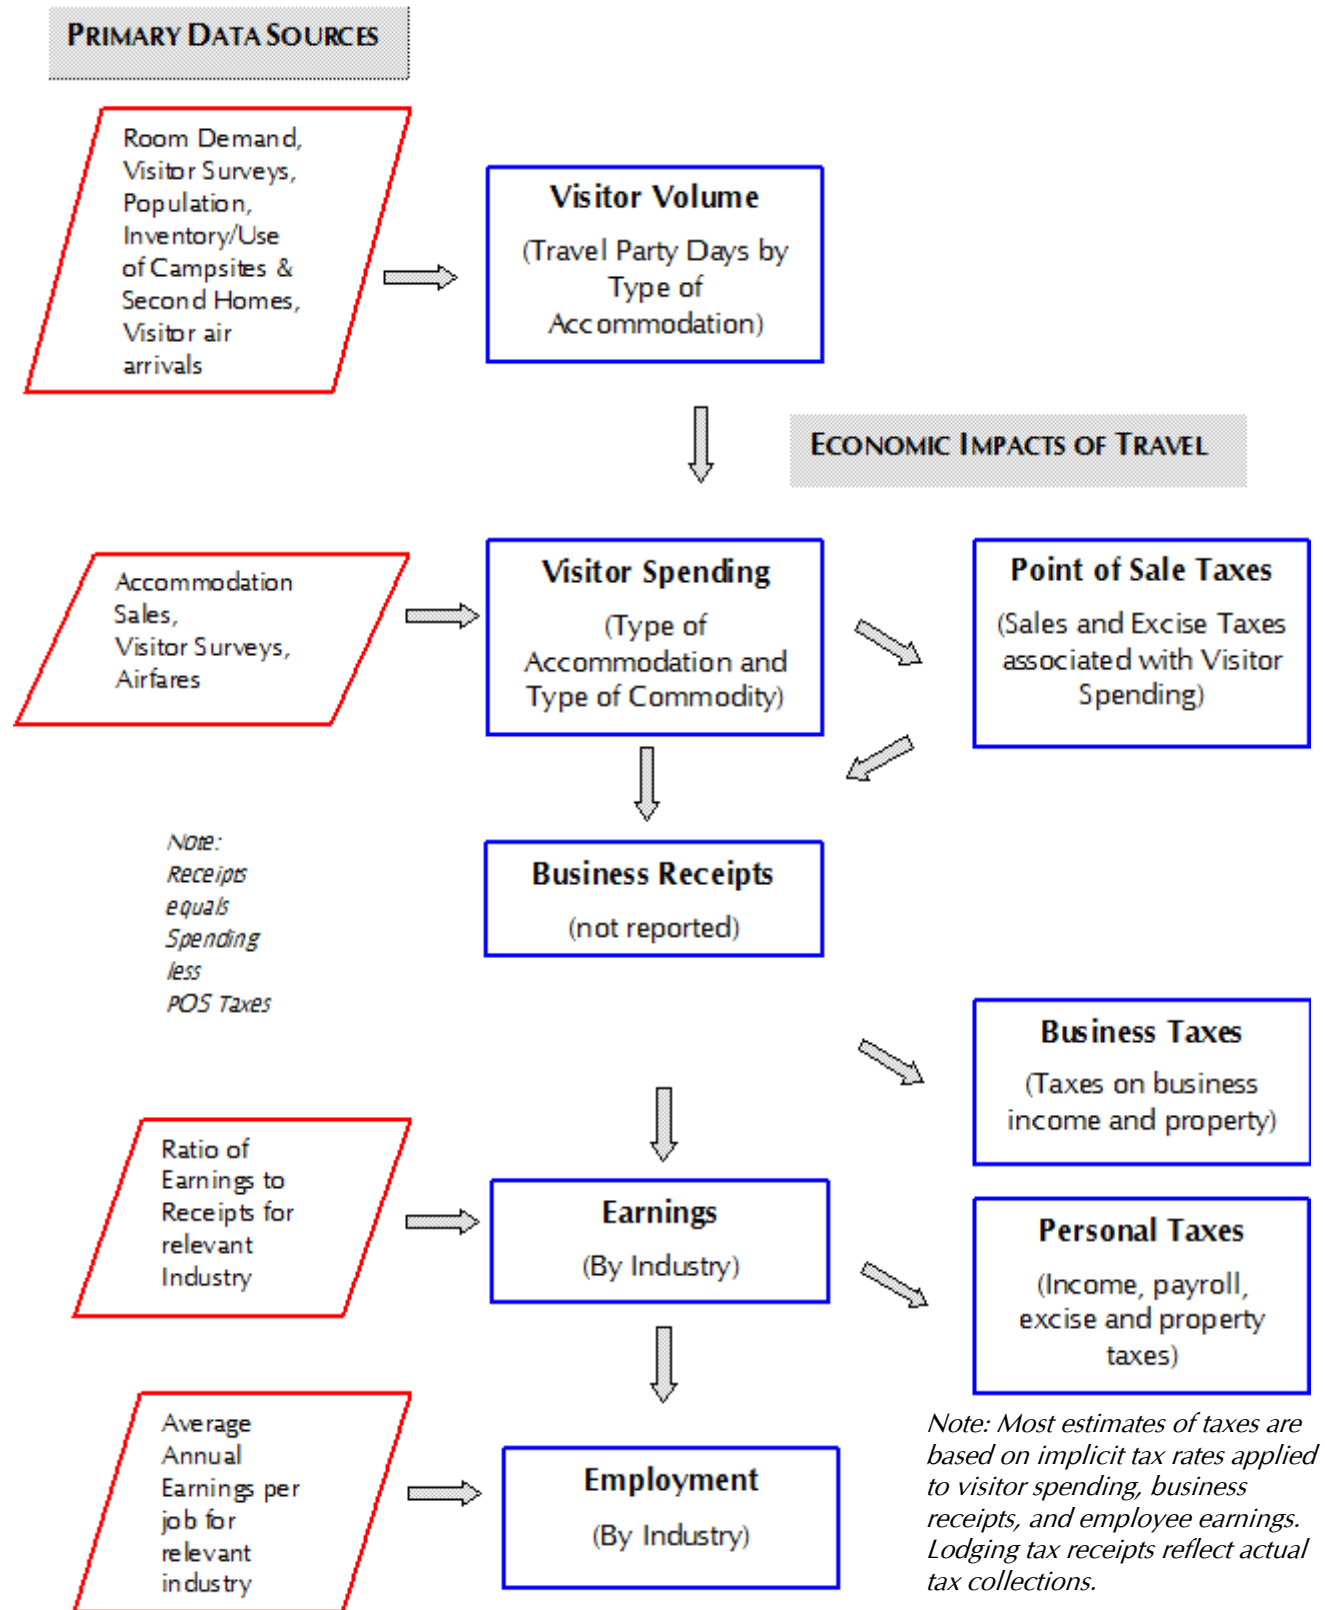 PRIMARY DATA SOURCES
Room Demand,
Visitor Surveys,
Population,
Inventory/Use
of Campsites &
Second Homes,
Visitor air
arrivals
Visitor Volume
(Travel Party Days by
Type of
Accommodation)
ECONOMIC IMPACTS OF TRAVEL
Accommodation
Sales,
Visitor Surveys,
Airfares
Visitor Spending
(Type of
Accommodation and
Type of Commodity)
Point of Sale Taxes
(Sales and Excise Taxes
associated with Visitor
Spending)
Note:
Receipts
equals
Spending
less
POS Taxes
Business Receipts
(not reported)
Business Taxes
(Taxes on business
income and property)
Ratio of
Earnings to
Receipts for
relevant
Industry
Earnings
(By Industry)
Personal Taxes
(Income, payroll,
excise and property
taxes)
Average
Annual
Earnings per
job for
relevant
industry
Employment
(By Industry)
Note: Most estimates of taxes are
based on implicit tax rates applied
to visitor spending, business
receipts, and employee earnings.
Lodging tax receipts reflect actual
tax collections.